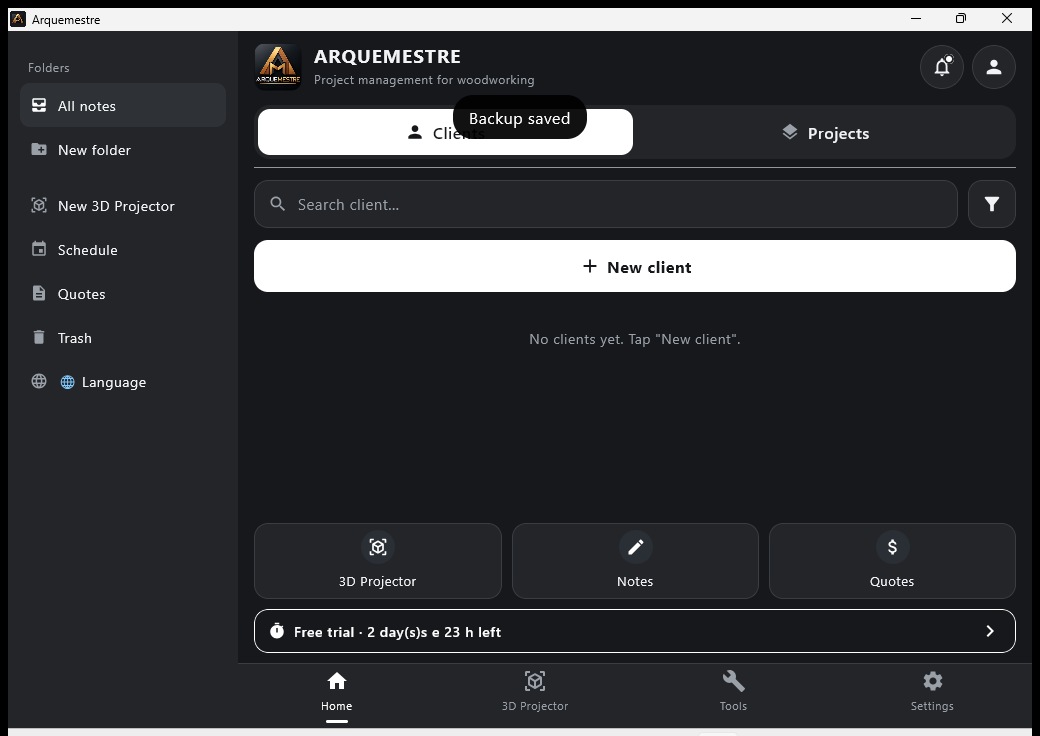 Arquemestre
Folders
All notes
New folder
New 3D Projector
Schedule
Quotes
Trash
Language
ARQUEMESTRE
ARQUEMESTRE
Project management for woodworking
Backup saved
Clients
Projects
Search client...
New client
No clients yet. Tap "New client".
3D Projector
Notes
Quotes
Free trial · 2 day(s)s e 23 h left
Home
3D Projector
Tools
Settings